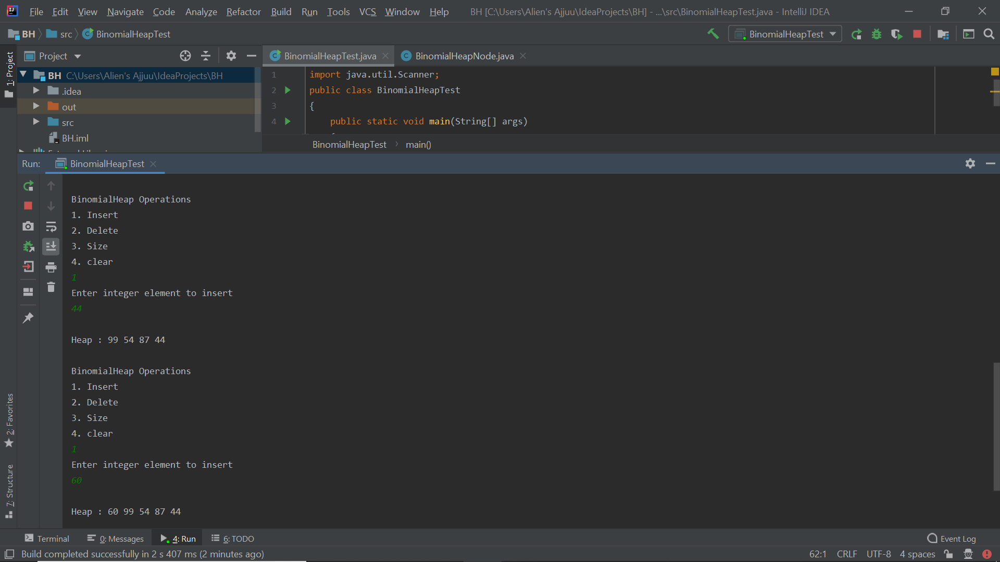 File Edit View Navigate Code Analyze Refactor Build Run Tools VCS Window Help BH [C:\Users\Alien's Ajjuu\IdeaProjects\BH] - ...\src\BinomialHeapTest.java - IntelliJ IDEA
BH src BinomialHeapTest BinomialHeapTest
1: Project
Project
BinomialHeapTest.java BinomialHeapNode.java
BH C:\Users\Alien's Ajjuu\IdeaProjects\BH
.idea
out
src
BH.iml
1 import java.util.Scanner;
2 public class BinomialHeapTest
3 {
4 public static void main(String[] args)
BinomialHeapTest main()
Run: BinomialHeapTest
BinomialHeap Operations
1. Insert
2. Delete
3. Size
4. clear
1
Enter integer element to insert
44
Heap : 99 54 87 44
BinomialHeap Operations
1. Insert
2. Delete
3. Size
4. clear
1
Enter integer element to insert
60
Heap : 60 99 54 87 44
2: Favorites
7: Structure
Terminal 0: Messages 4: Run 6: TODO Event Log
Build completed successfully in 2 s 407 ms (2 minutes ago) 62:1 CRLF UTF-8 4 spaces